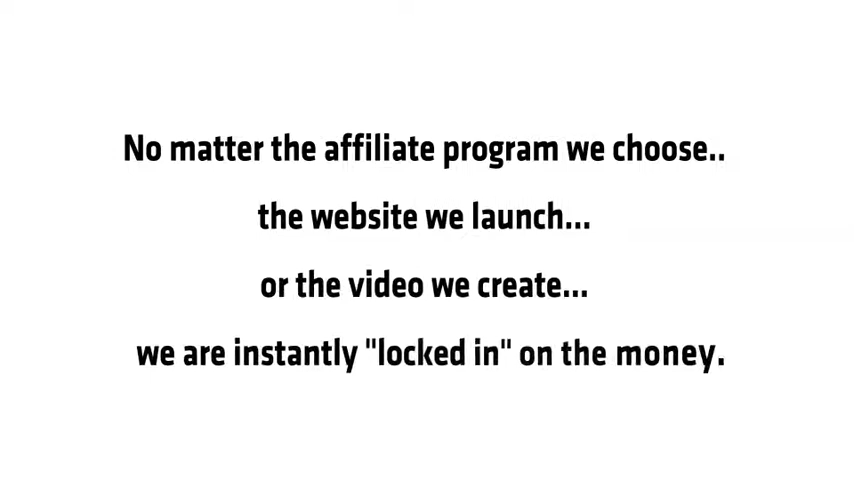 No matter the affiliate program we choose..
the website we launch...
or the video we create...
we are instantly "locked in" on the money.